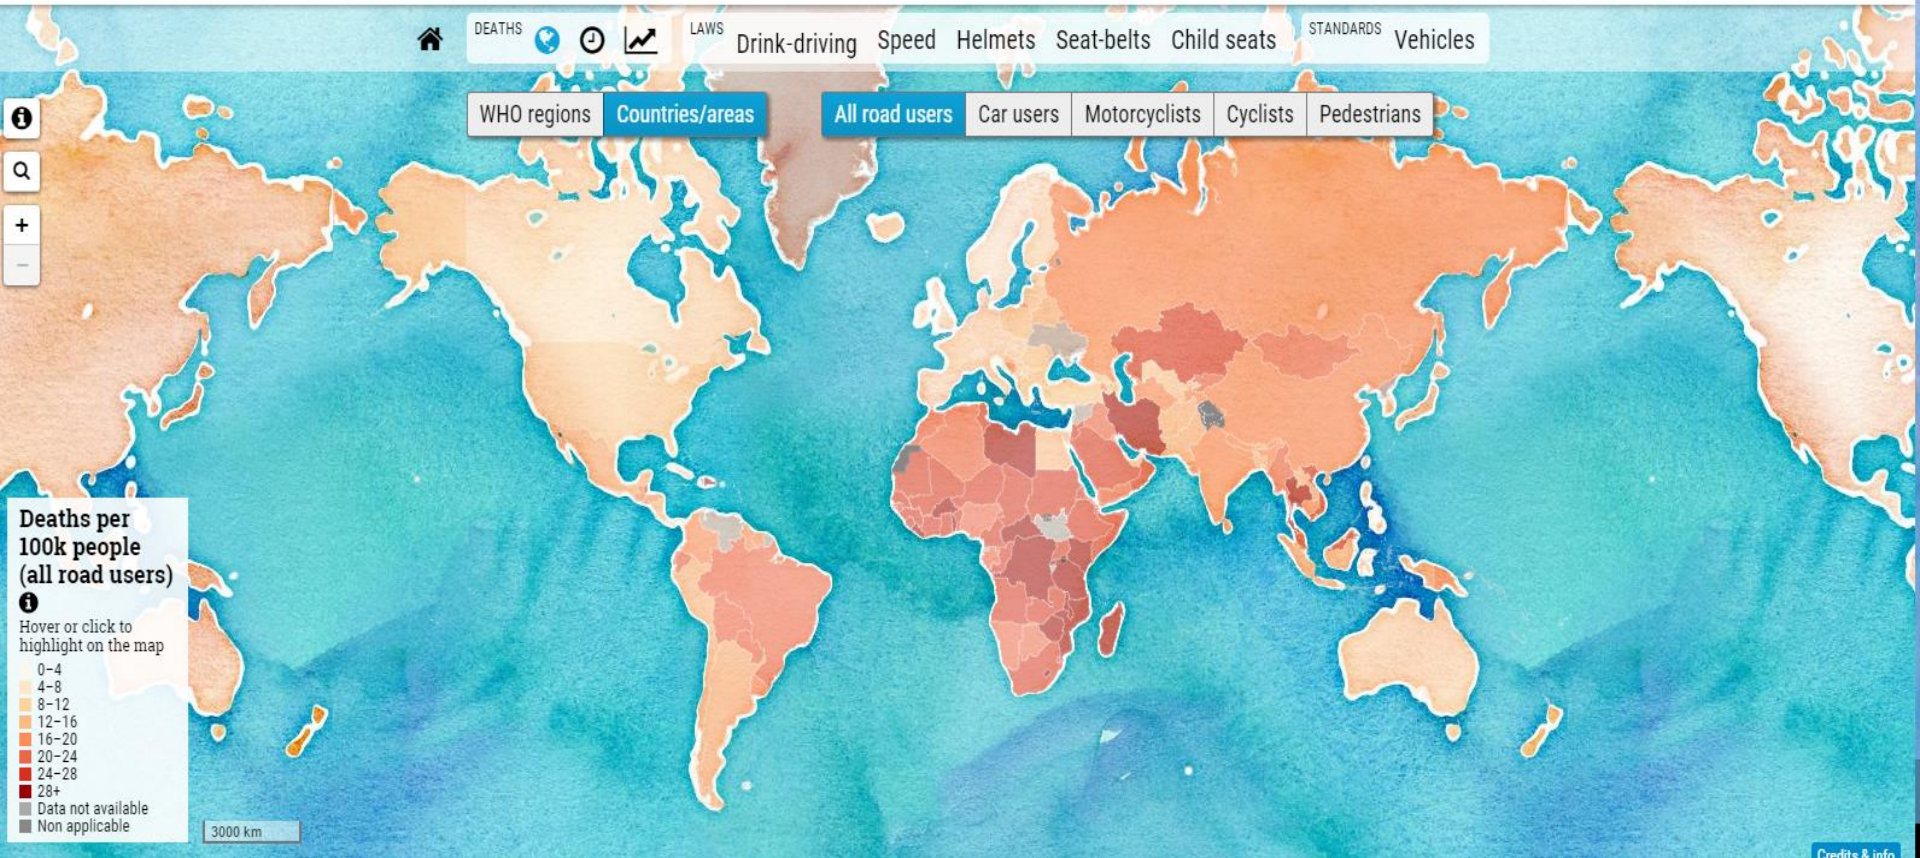 DEATHS
LAWS
Drink-driving Speed Helmets Seat-belts Child seats
STANDARDS
Vehicles
WHO regions Countries/areas
All road users Car users Motorcyclists Cyclists Pedestrians
+
−
Deaths per
100k people
(all road users)
Hover or click to
highlight on the map
0–4
4–8
8–12
12–16
16–20
20–24
24–28
28+
Data not available
Non applicable
3000 km
Credits & info